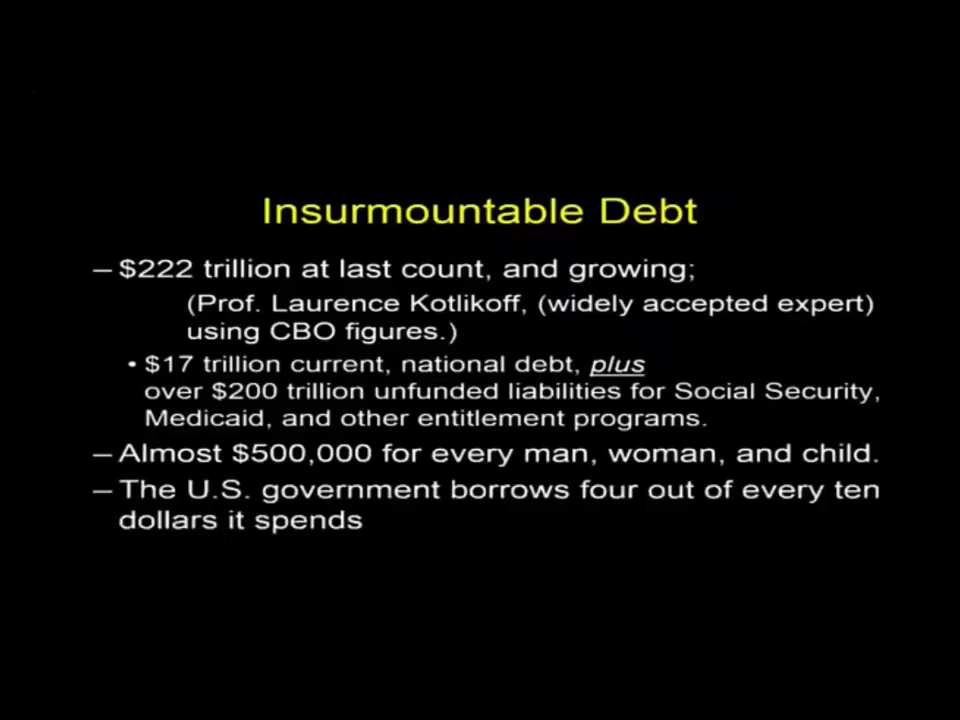 Insurmountable Debt
– $222 trillion at last count, and growing;
(Prof. Laurence Kotlikoff, (widely accepted expert)
using CBO figures.)
• $17 trillion current, national debt, plus
over $200 trillion unfunded liabilities for Social Security,
Medicaid, and other entitlement programs.
– Almost $500,000 for every man, woman, and child.
– The U.S. government borrows four out of every ten
dollars it spends